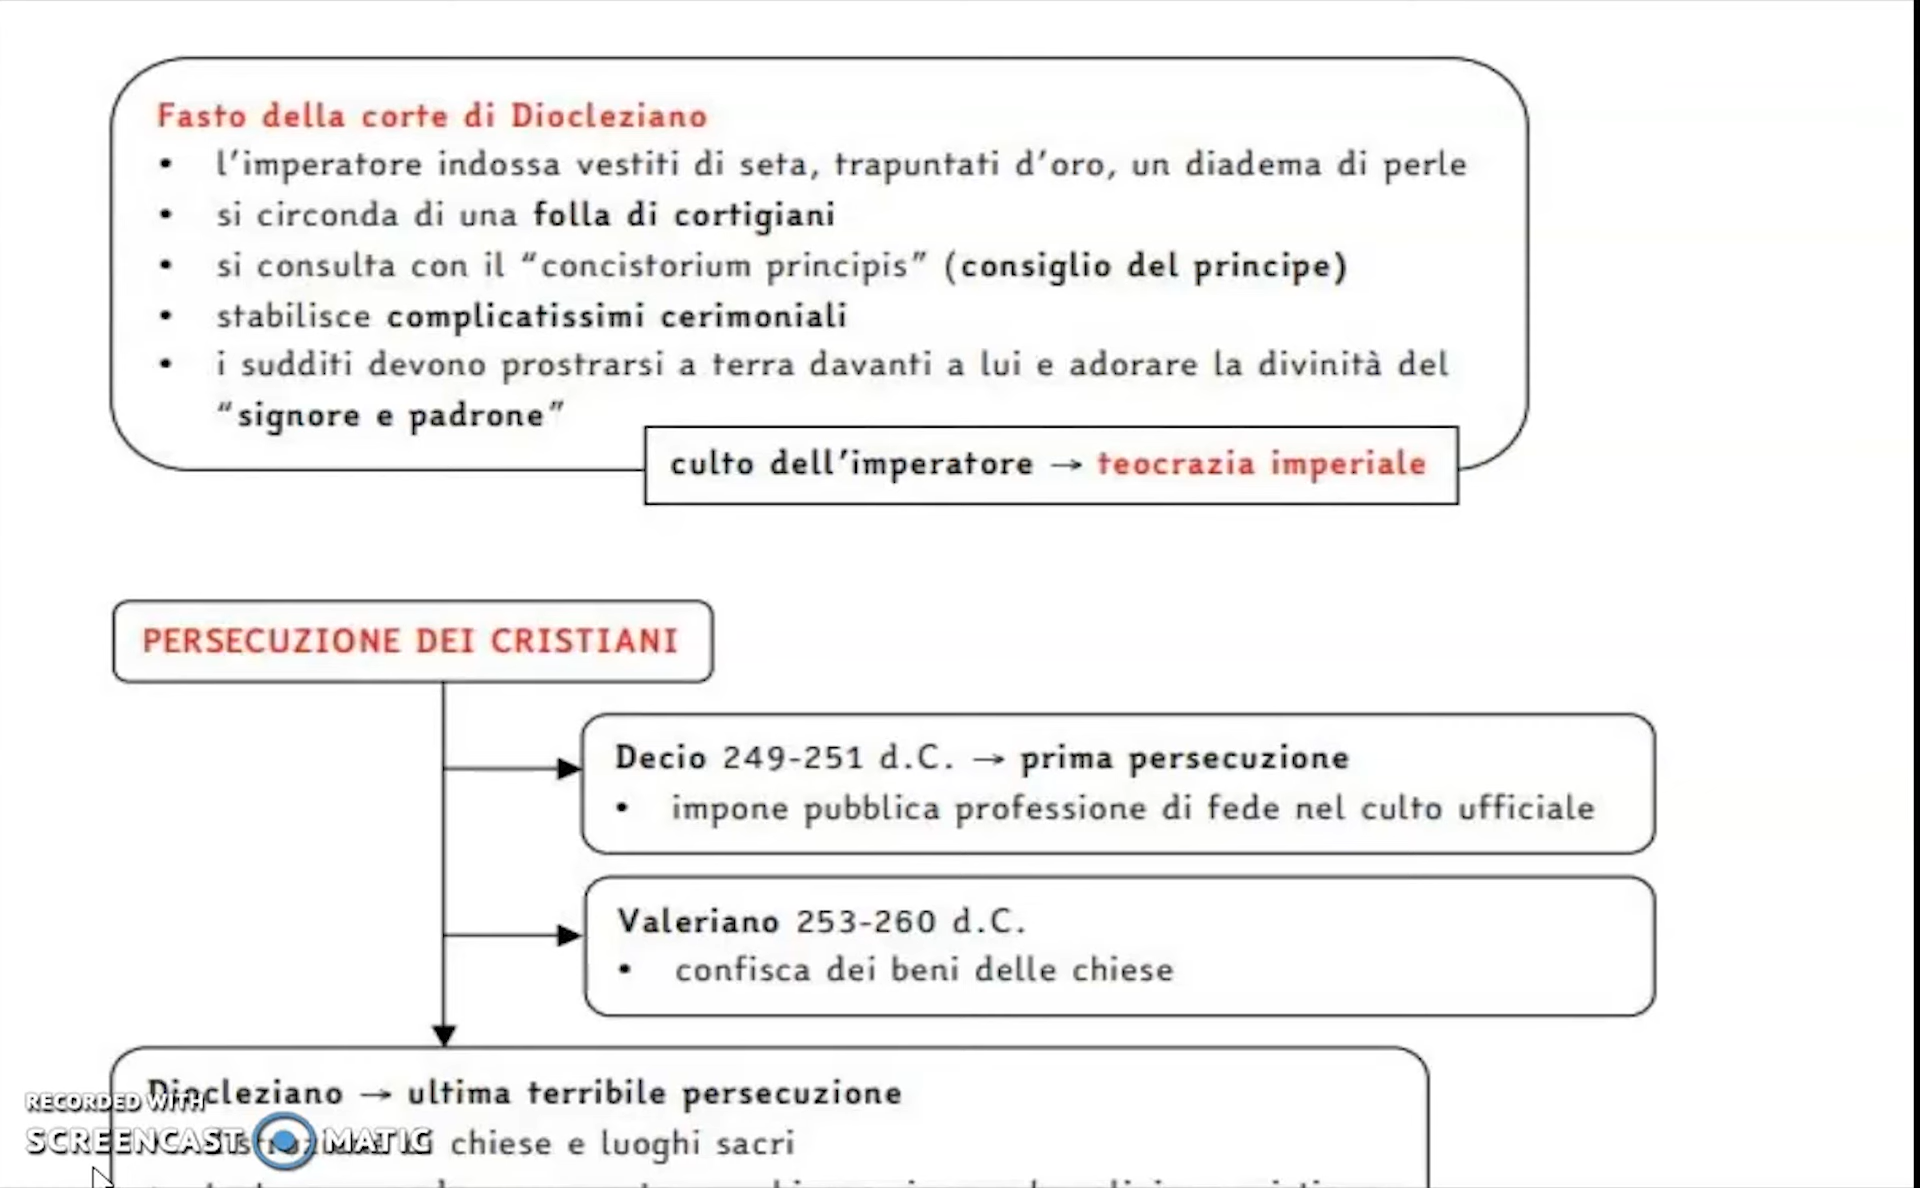 Fasto della corte di Diocleziano
• l'imperatore indossa vestiti di seta, trapuntati d'oro, un diadema di perle
• si circonda di una folla di cortigiani
• si consulta con il “concistorium principis” (consiglio del principe)
• stabilisce complicatissimi cerimoniali
• i sudditi devono prostrarsi a terra davanti a lui e adorare la divinità del
“signore e padrone”
culto dell'imperatore → teocrazia imperiale
PERSECUZIONE DEI CRISTIANI
Decio 249-251 d.C. → prima persecuzione
• impone pubblica professione di fede nel culto ufficiale
Valeriano 253-260 d.C.
• confisca dei beni delle chiese
Diocleziano → ultima terribile persecuzione
chiese e luoghi sacri
RECORDED WITH
SCREENCAST MATIC